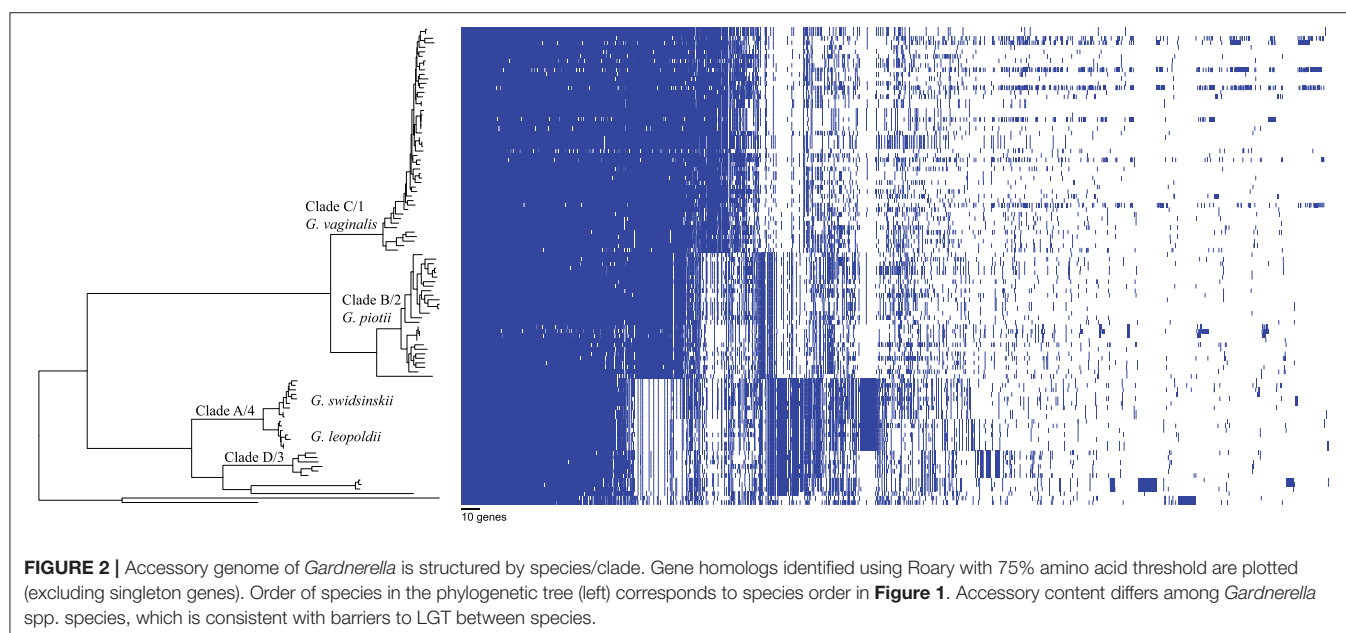 Clade C/1
G. vaginalis
Clade B/2
G. piotii
G. swidsinskii
Clade A/4
G. leopoldii
Clade D/3
10 genes
FIGURE 2 | Accessory genome of Gardnerella is structured by species/clade. Gene homologs identified using Roary with 75% amino acid threshold are plotted
(excluding singleton genes). Order of species in the phylogenetic tree (left) corresponds to species order in Figure 1. Accessory content differs among Gardnerella
spp. species, which is consistent with barriers to LGT between species.